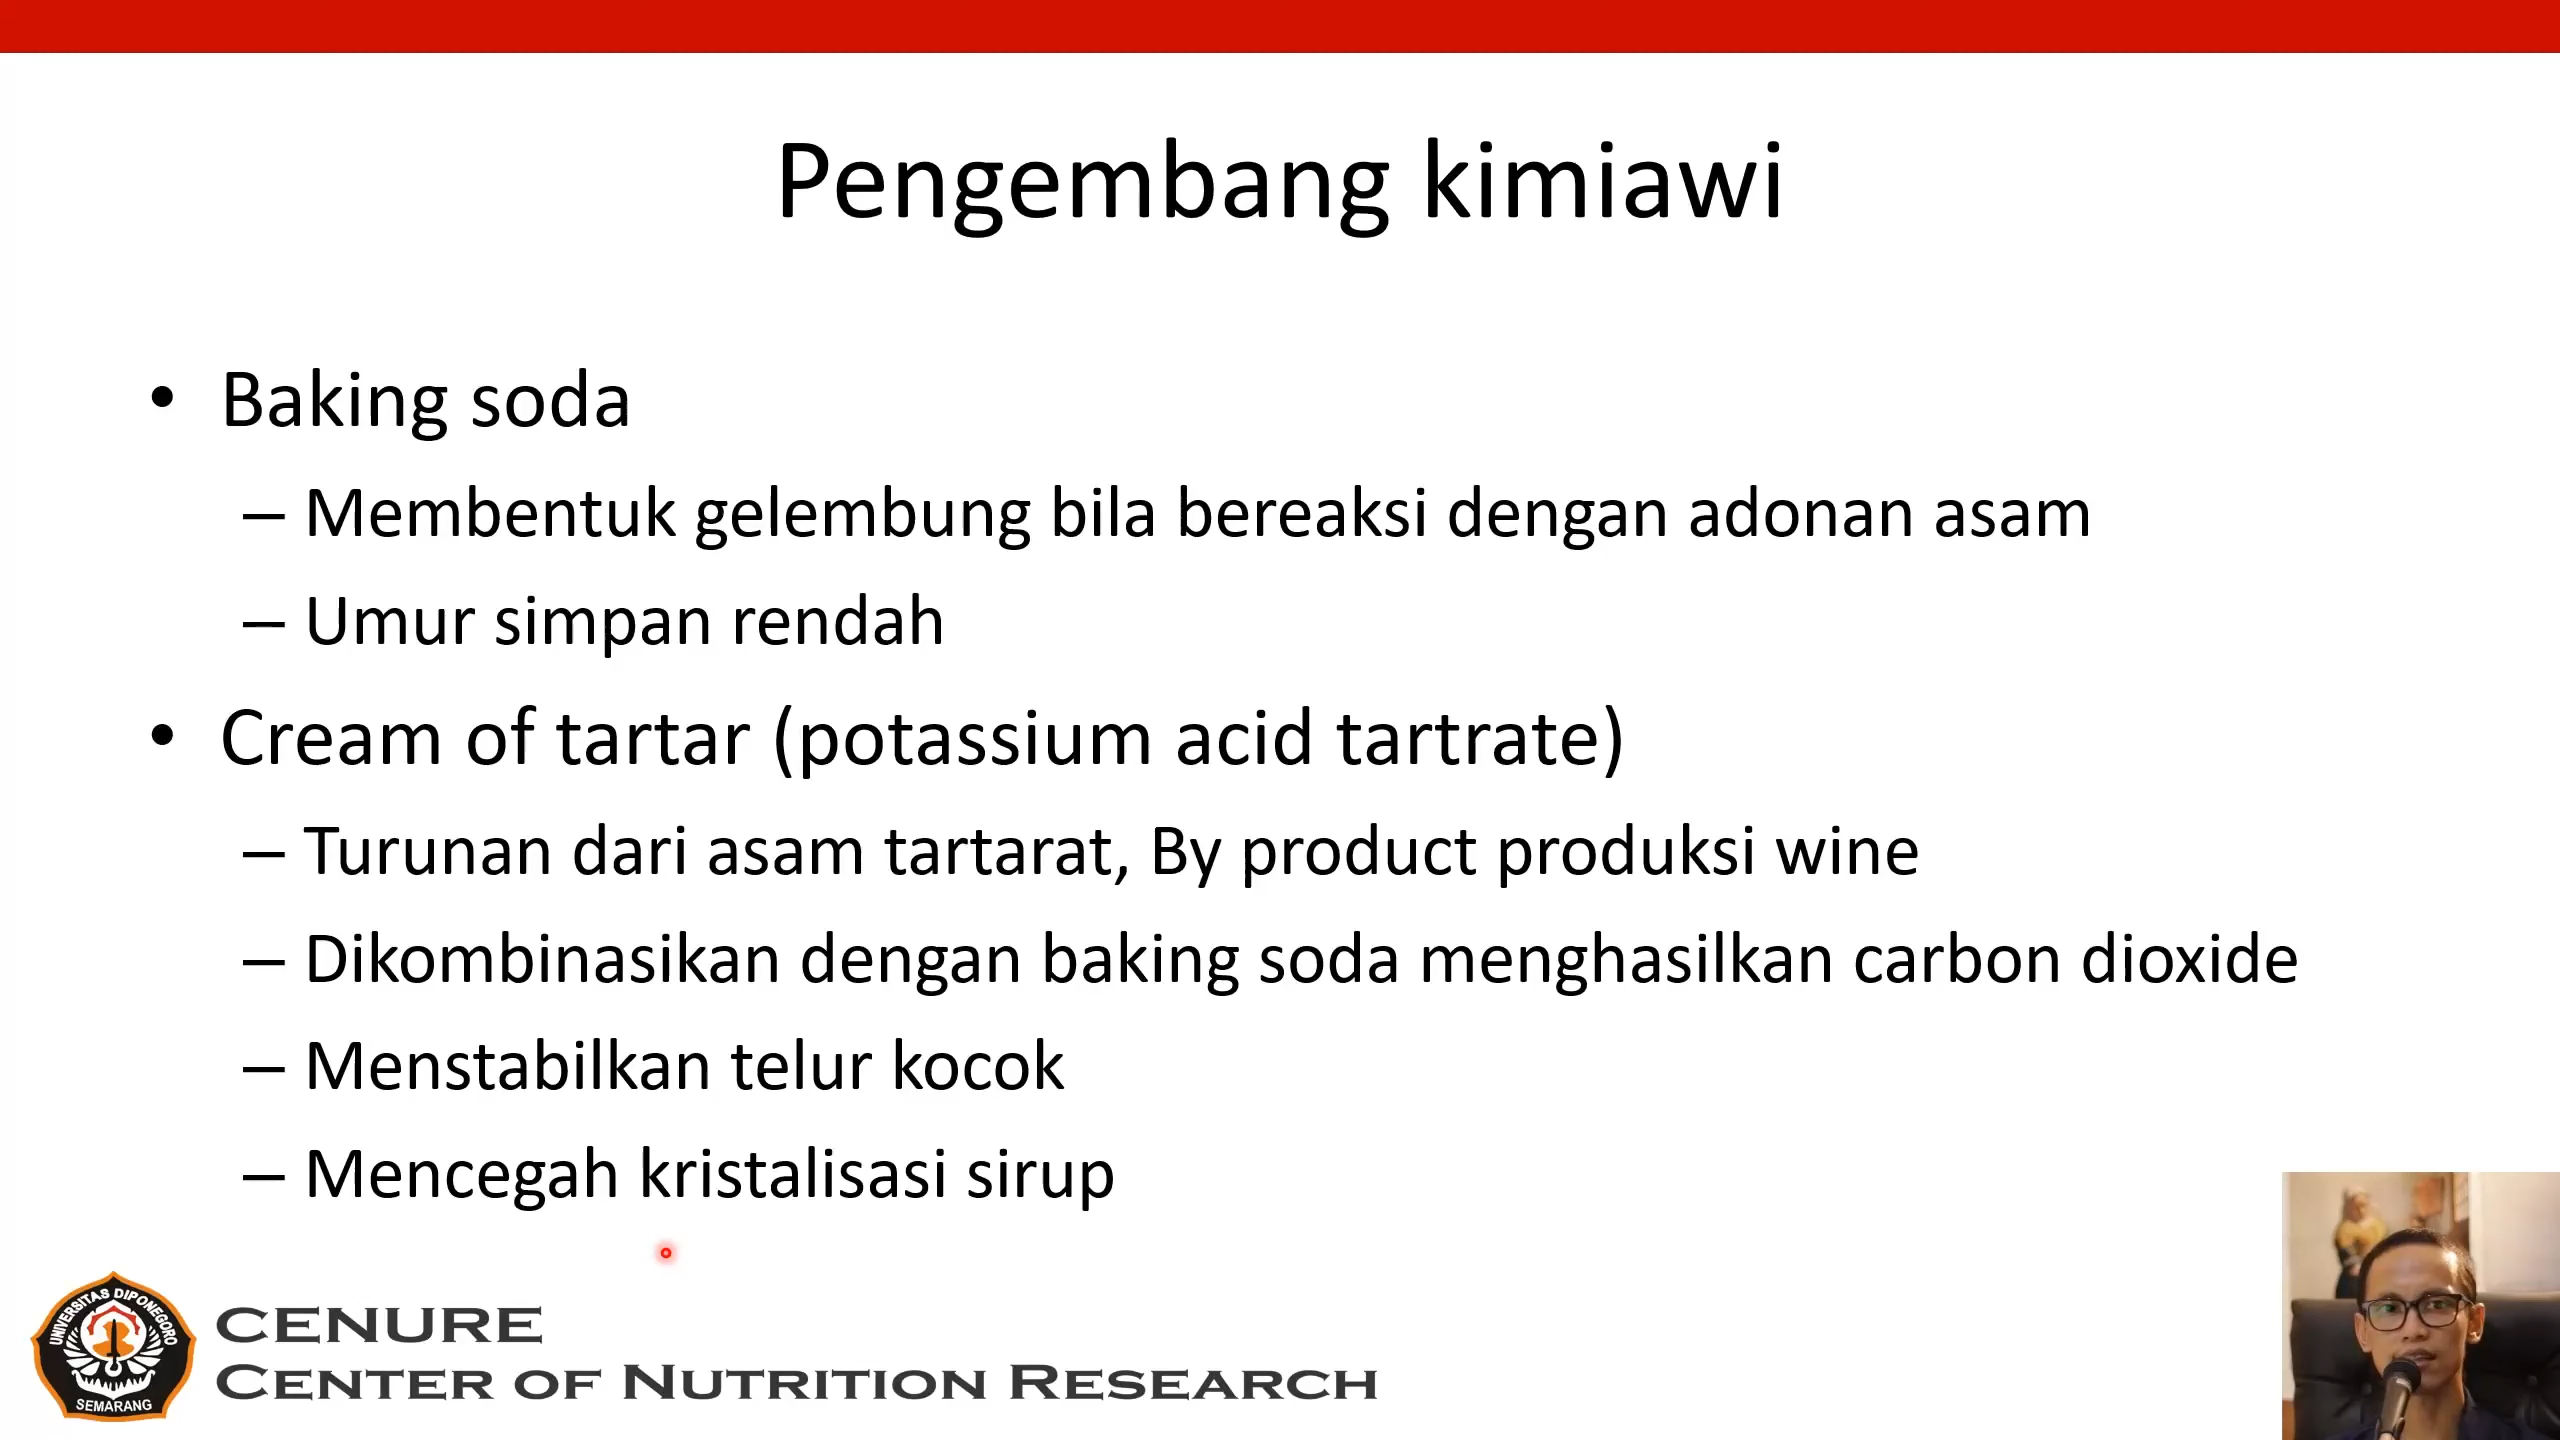 Pengembang kimiawi
• Baking soda
– Membentuk gelembung bila bereaksi dengan adonan asam
– Umur simpan rendah
• Cream of tartar (potassium acid tartrate)
– Turunan dari asam tartarat, By product produksi wine
– Dikombinasikan dengan baking soda menghasilkan carbon dioxide
– Menstabilkan telur kocok
– Mencegah kristalisasi sirup
UNIVERSITAS DIPONEGORO
SEMARANG
CENURE
CENTER OF NUTRITION RESEARCH